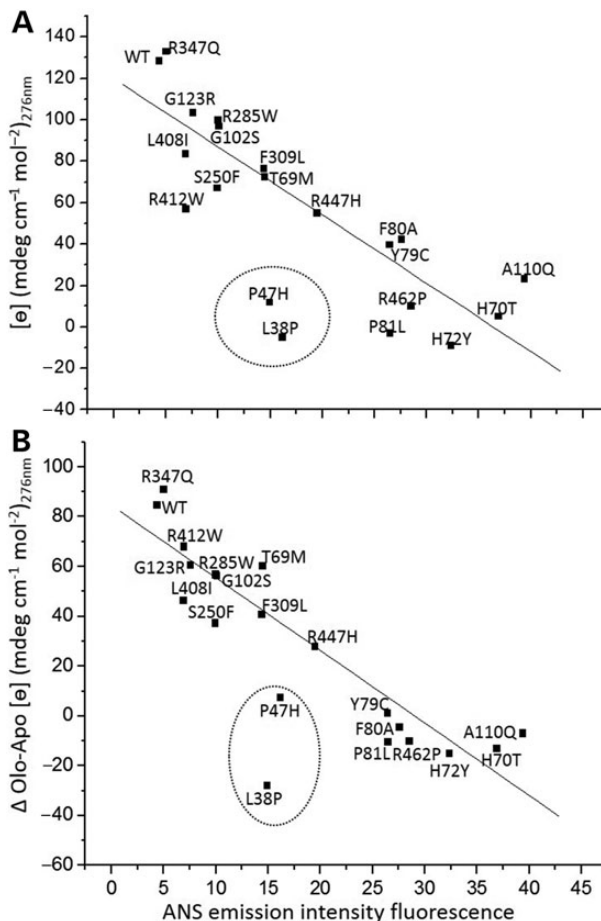 A
140
120
100
80
60
40
20
0
−20
−40
[ɵ] (mdeg cm⁻¹ mol⁻²)₂₇₆ₙₘ
WT
R347Q
G123R
R285W
G102S
L408I
S250F
R412W
F309L
T69M
R447H
F80A
Y79C
A110Q
P47H
L38P
R462P
P81L
H70T
H72Y
B
100
80
60
40
20
0
−20
−40
−60
Δ Olo-Apo [ɵ] (mdeg cm⁻¹ mol⁻²)₂₇₆ₙₘ
R347Q
WT
R412W
G123R
R285W
T69M
L408I
G102S
S250F
F309L
R447H
P47H
Y79C
F80A
A110Q
P81L
R462P
H70T
H72Y
L38P
0 5 10 15 20 25 30 35 40 45
ANS emission intensity fluorescence